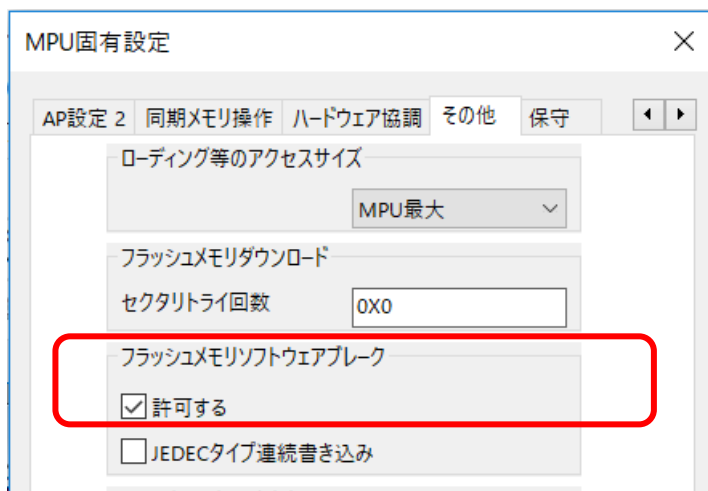 MPU固有設定
AP設定 2 同期メモリ操作 ハードウェア協調 その他 保守
ローディング等のアクセスサイズ
MPU最大
フラッシュメモリダウンロード
セクタリトライ回数 0X0
フラッシュメモリソフトウェアブレーク
許可する
JEDECタイプ連続書き込み